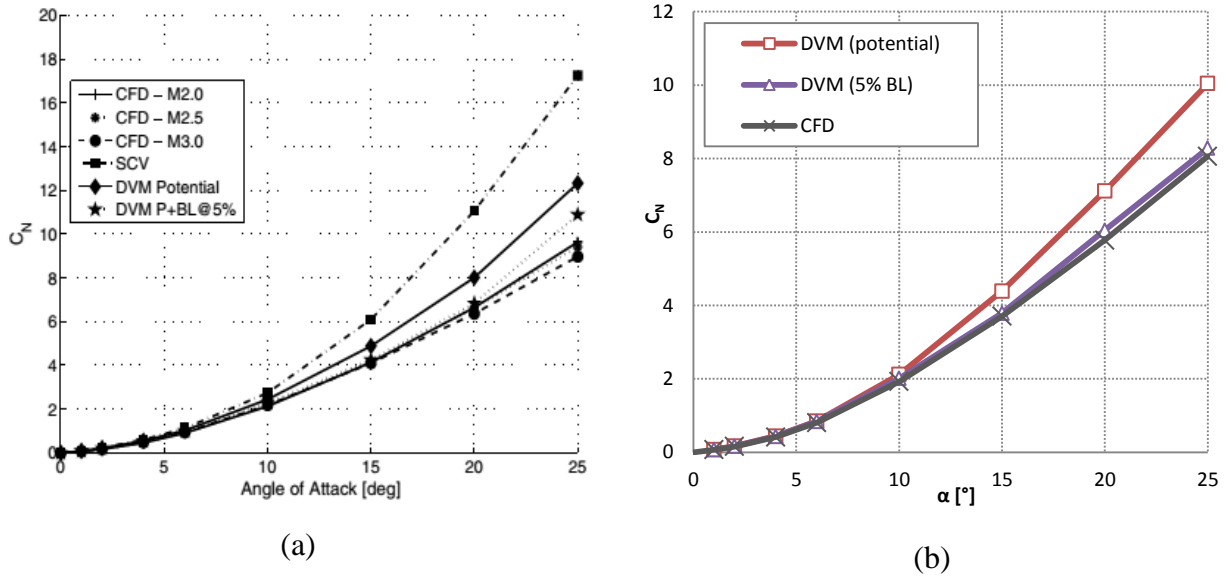 20
18
16
14
12
10
8
6
4
2
0
C_N
CFD – M2.0
CFD – M2.5
CFD – M3.0
SCV
DVM Potential
DVM P+BL@5%
0 5 10 15 20 25
Angle of Attack [deg]
(a)
12
10
8
6
4
2
0
C_N
DVM (potential)
DVM (5% BL)
CFD
0 5 10 15 20 25
α [°]
(b)